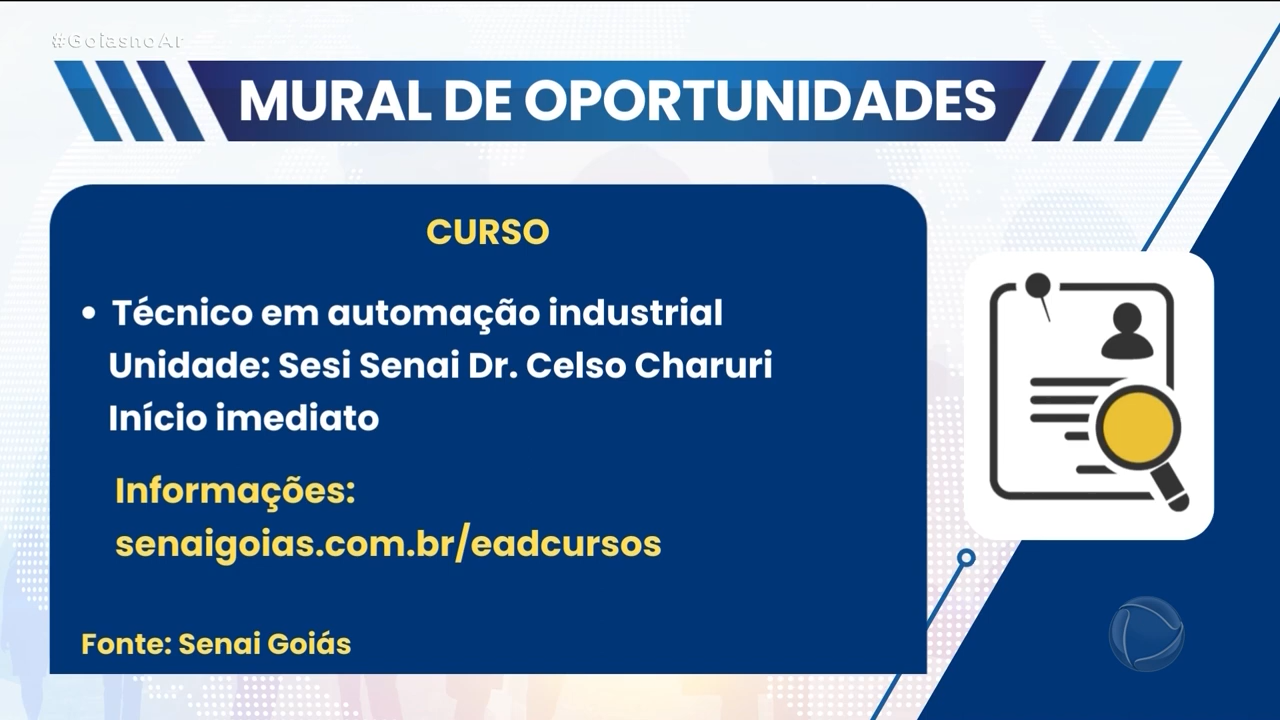 #GoiásnoAr
MURAL DE OPORTUNIDADES
CURSO
• Técnico em automação industrial
Unidade: Sesi Senai Dr. Celso Charuri
Início imediato
Informações:
senaigoias.com.br/eadcursos
Fonte: Senai Goiás